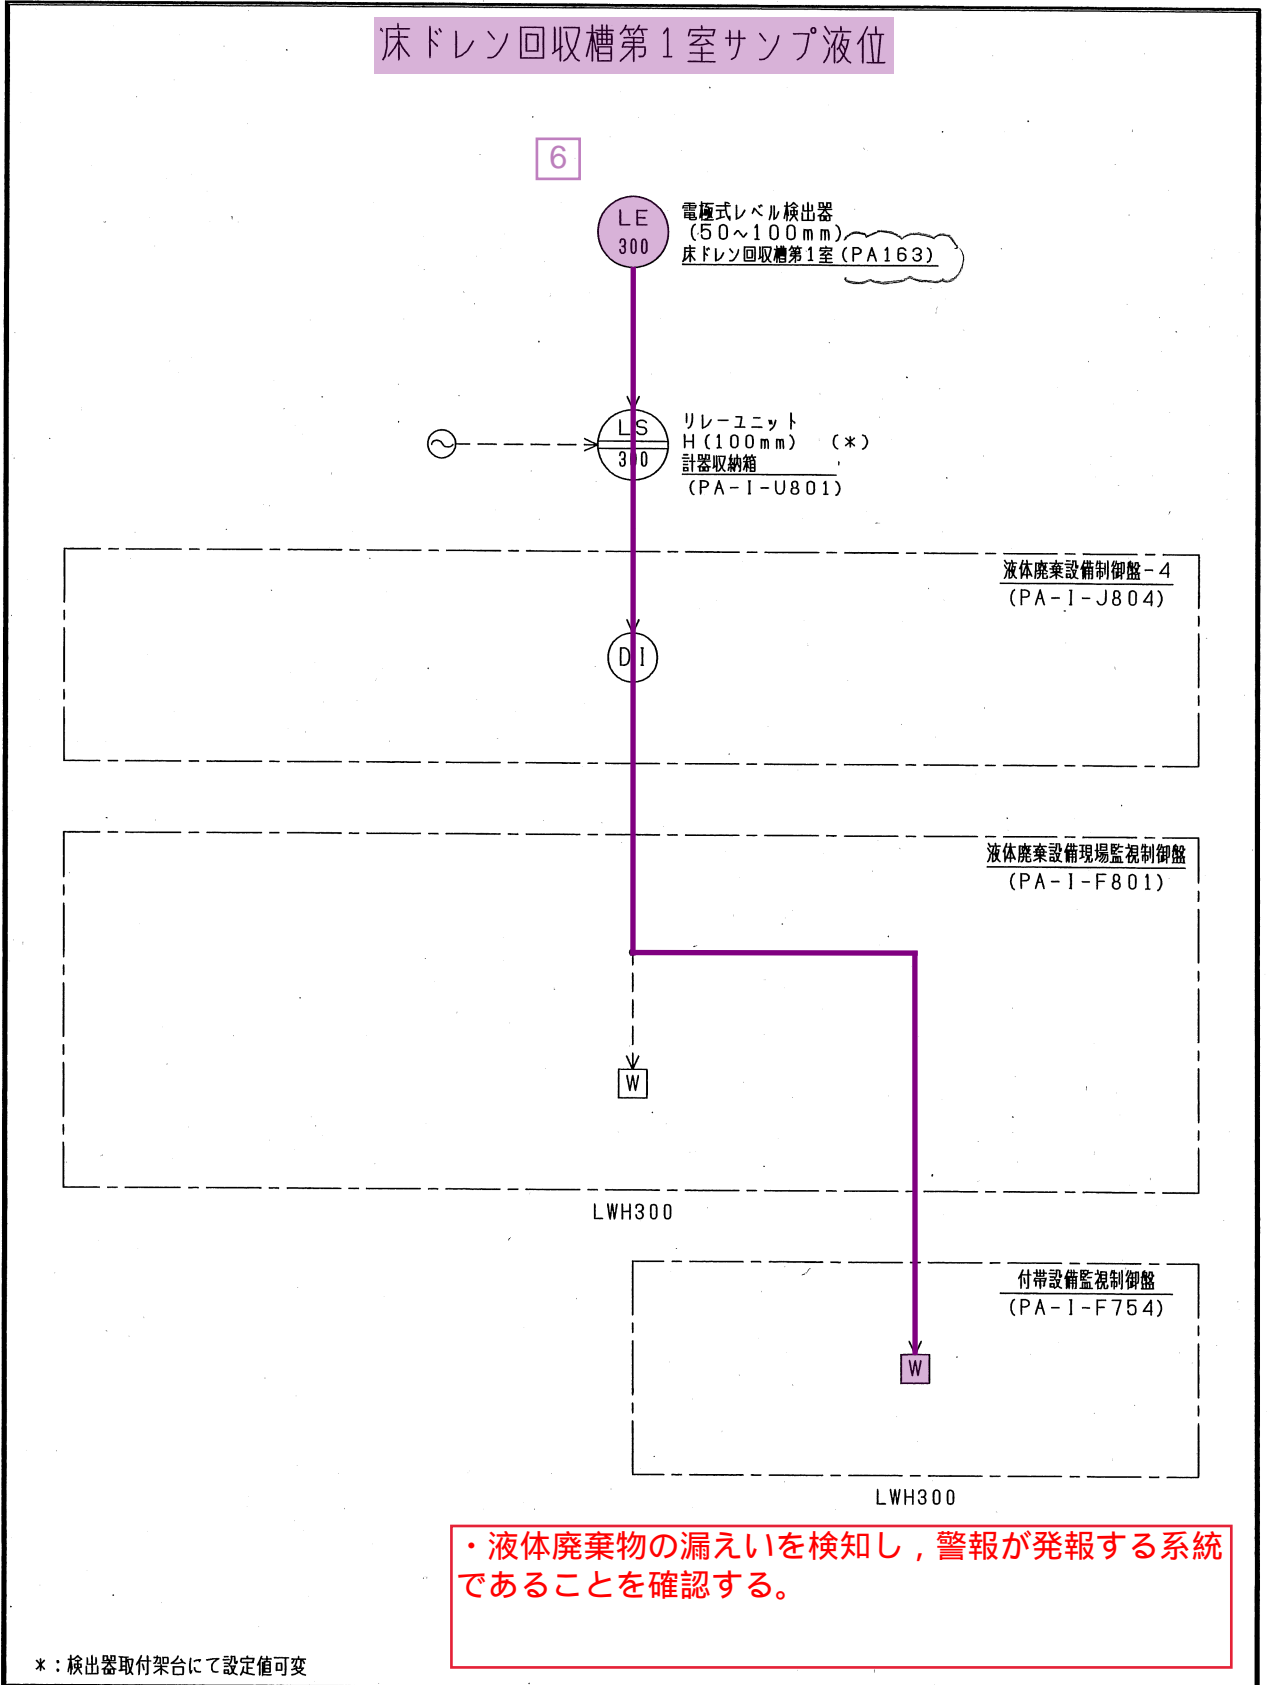 床ドレン回収槽第1室サンプ液位
6
LE
300
電極式レベル検出器
(50~100mm)
床ドレン回収槽第1室(PA163)
LS
300
リレーユニット
H(100mm) (*)
計器収納箱
(PA-I-U801)
液体廃棄設備制御盤-4
(PA-I-J804)
DI
液体廃棄設備現場監視制御盤
(PA-I-F801)
W
LWH300
付帯設備監視制御盤
(PA-I-F754)
W
LWH300
・液体廃棄物の漏えいを検知し,警報が発報する系統
であることを確認する。
*:検出器取付架台にて設定値可変